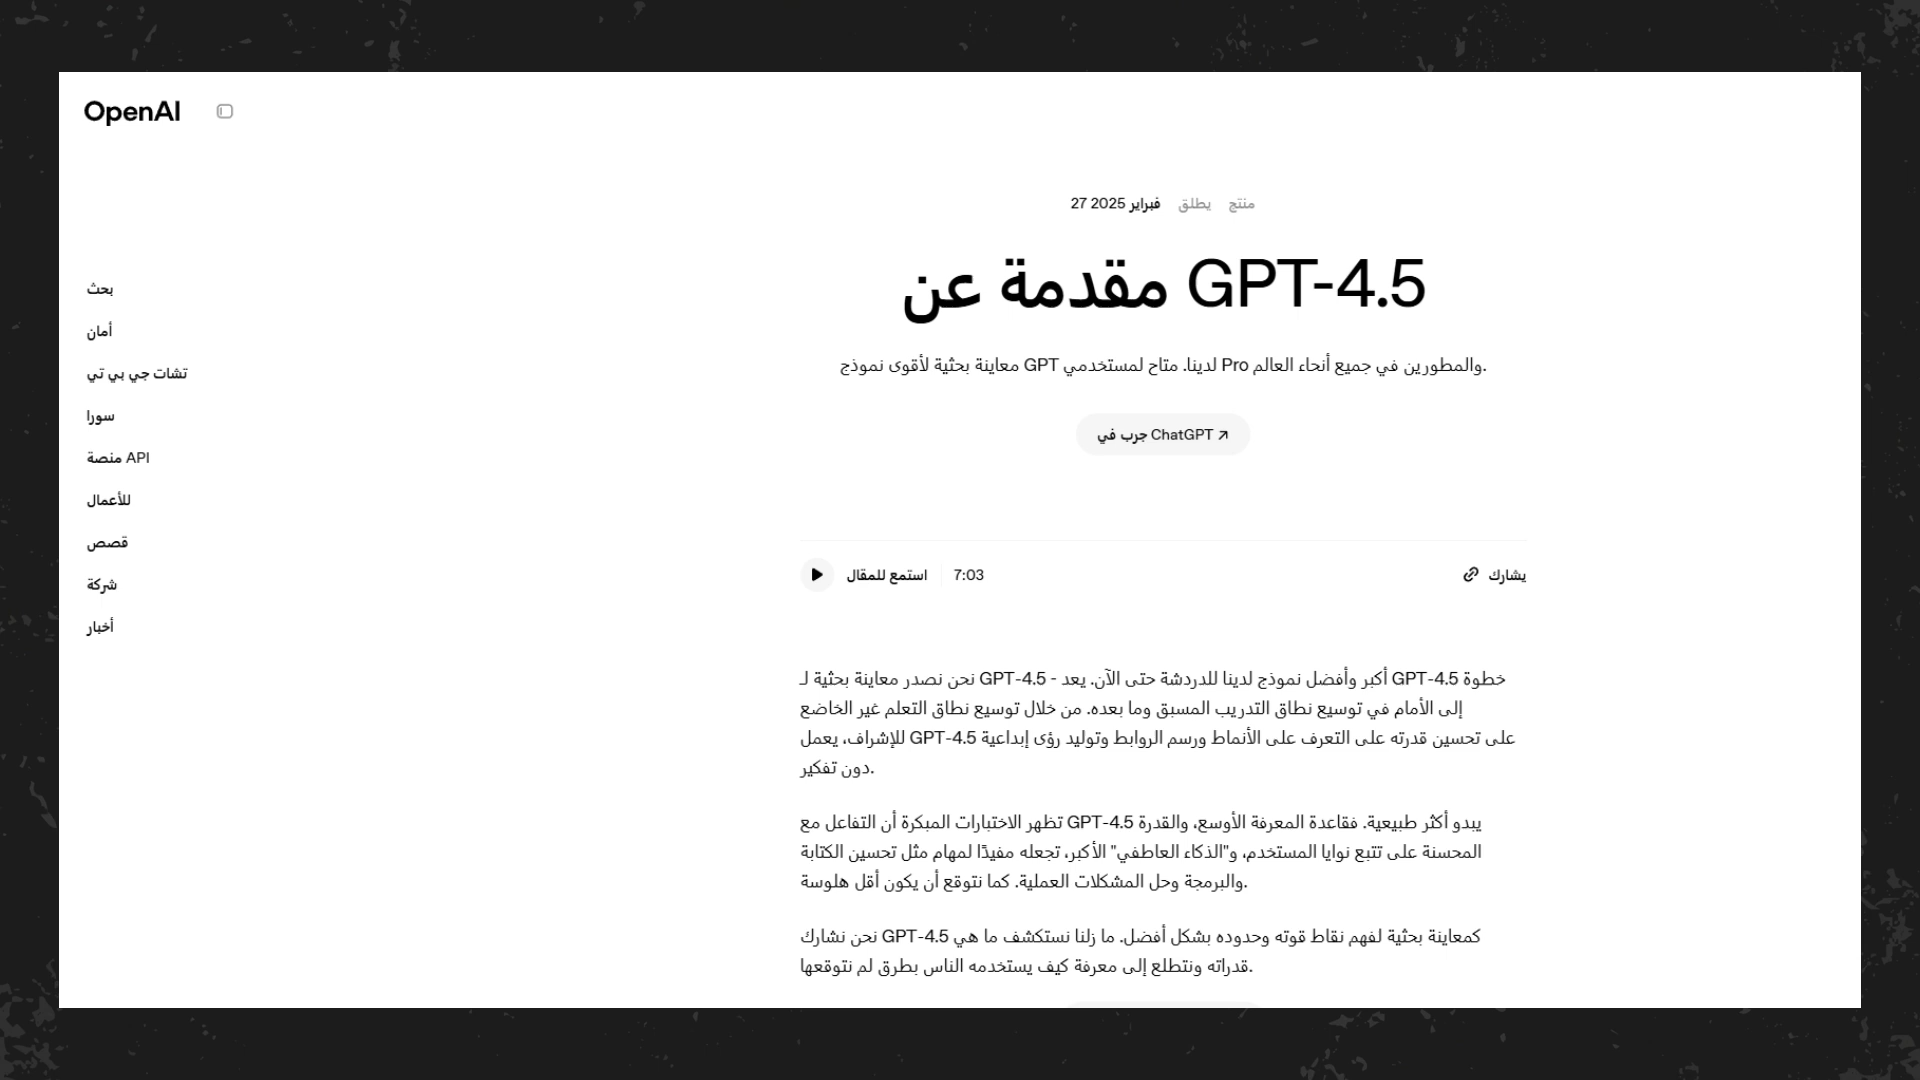 OpenAI
بحث
أمان
تشات جي بي تي
سورا
منصة API
للأعمال
قصص
شركة
أخبار
27 فبراير 2025 يطلق منتج
مقدمة عن GPT-4.5
معاينة بحثية لأقوى نموذج GPT لدينا. متاح لمستخدمي Pro والمطورين في جميع أنحاء العالم.
جرب في ChatGPT ↗
استمع للمقال 7:03
يشارك
نحن نصدر معاينة بحثية لـ GPT-4.5 - أكبر وأفضل نموذج لدينا للدردشة حتى الآن. يعد GPT-4.5 خطوة
إلى الأمام في توسيع نطاق التدريب المسبق وما بعده. من خلال توسيع نطاق التعلم غير الخاضع
للإشراف، يعمل GPT-4.5 على تحسين قدرته على التعرف على الأنماط ورسم الروابط وتوليد رؤى إبداعية
دون تفكير.
تظهر الاختبارات المبكرة أن التفاعل مع GPT-4.5 يبدو أكثر طبيعية. فقاعدة المعرفة الأوسع، والقدرة
المحسنة على تتبع نوايا المستخدم، و"الذكاء العاطفي" الأكبر، تجعله مفيدًا لمهام مثل تحسين الكتابة
والبرمجة وحل المشكلات العملية. كما نتوقع أن يكون أقل هلوسة.
نحن نشارك GPT-4.5 كمعاينة بحثية لفهم نقاط قوته وحدوده بشكل أفضل. ما زلنا نستكشف ما هي
قدراته ونتطلع إلى معرفة كيف يستخدمه الناس بطرق لم نتوقعها.